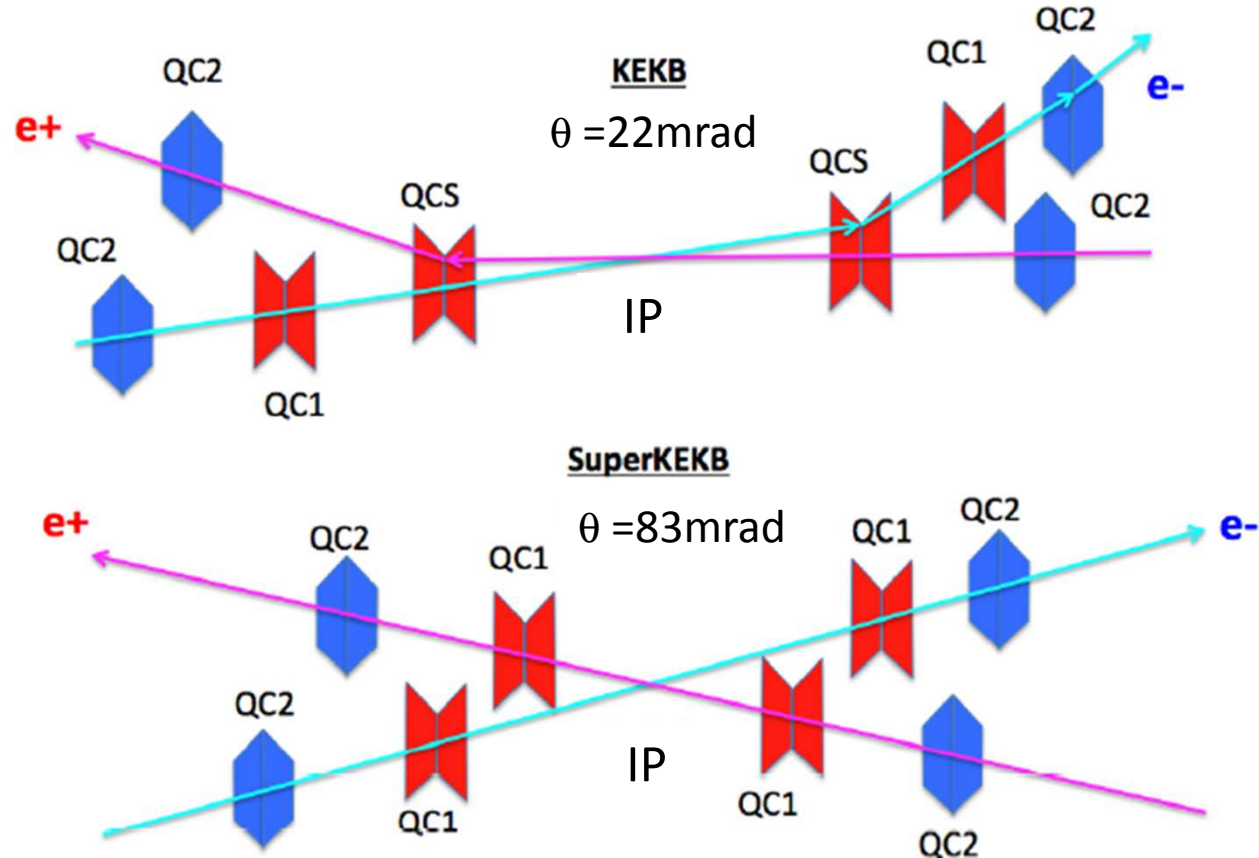 QC2
KEKB
QC1
QC2
e-
e+
θ =22mrad
QCS
QCS
QC2
QC2
IP
QC1
SuperKEKB
e+
θ =83mrad
QC2
e-
QC2
QC1
QC1
QC2
IP
QC1
QC1
QC2